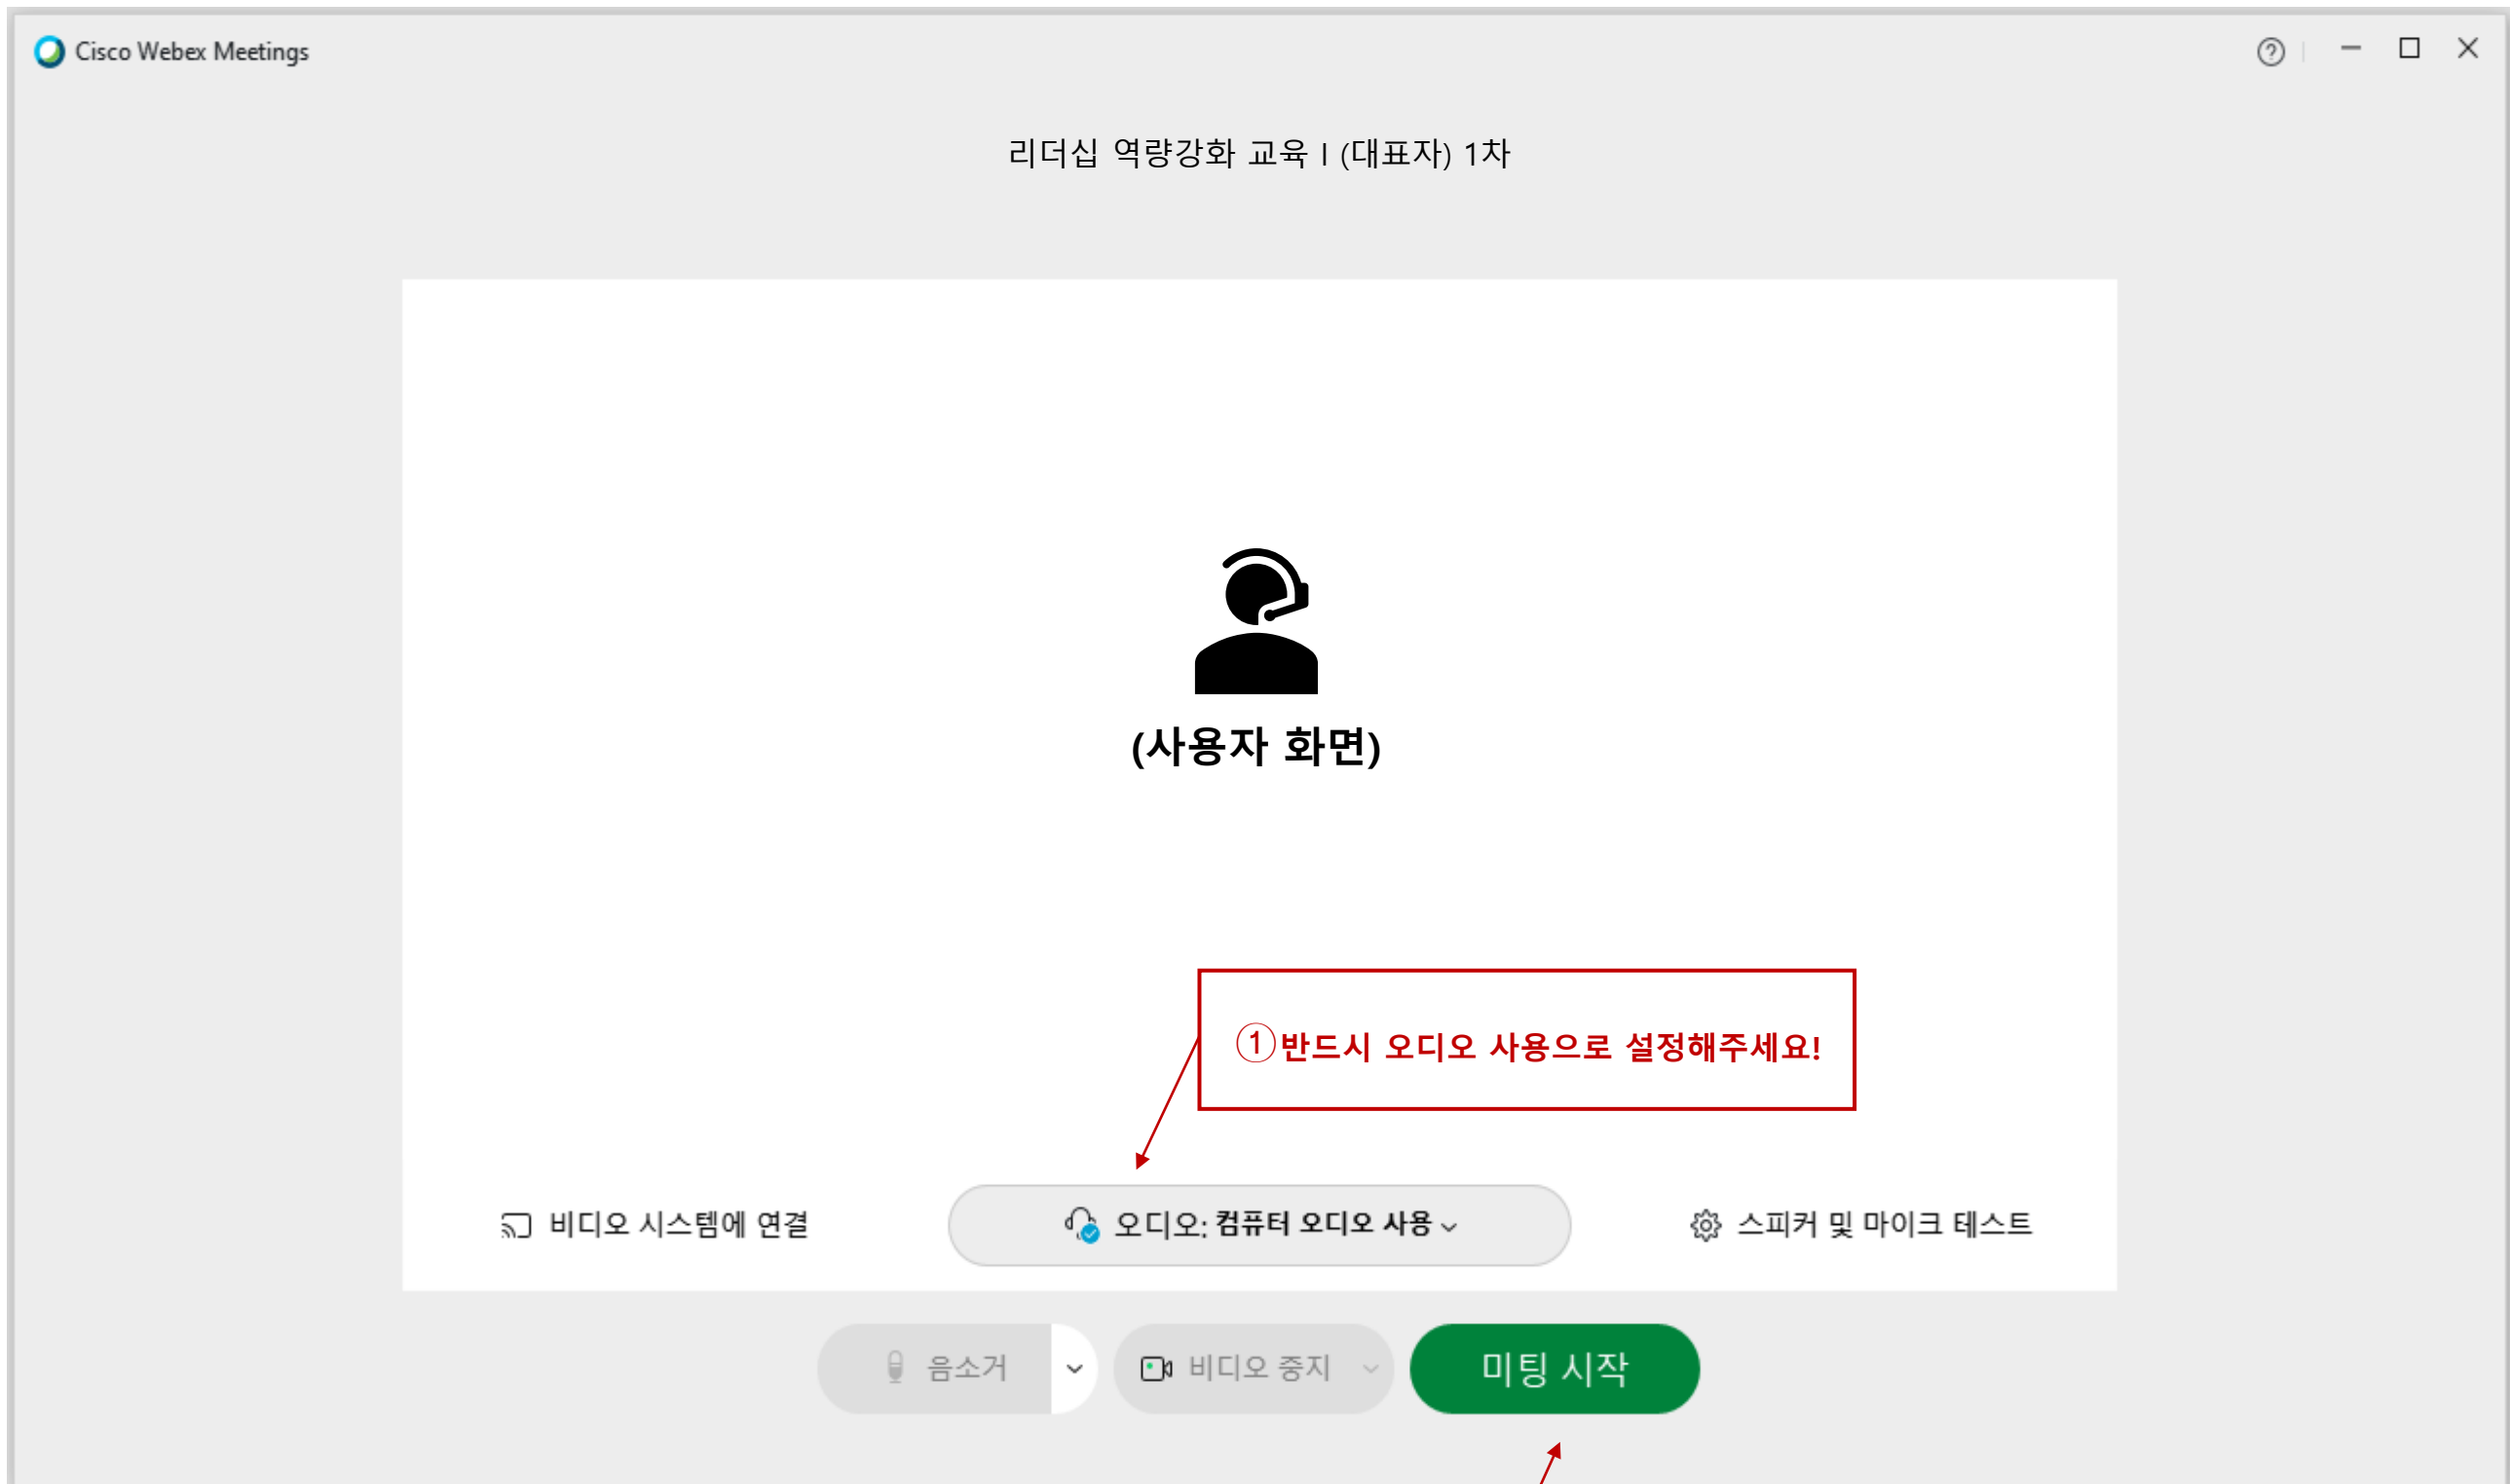 Cisco Webex Meetings
리더십 역량강화 교육 I (대표자) 1차
(사용자 화면)
①반드시 오디오 사용으로 설정해주세요!
비디오 시스템에 연결
오디오: 컴퓨터 오디오 사용
스피커 및 마이크 테스트
음소거
비디오 중지
미팅 시작